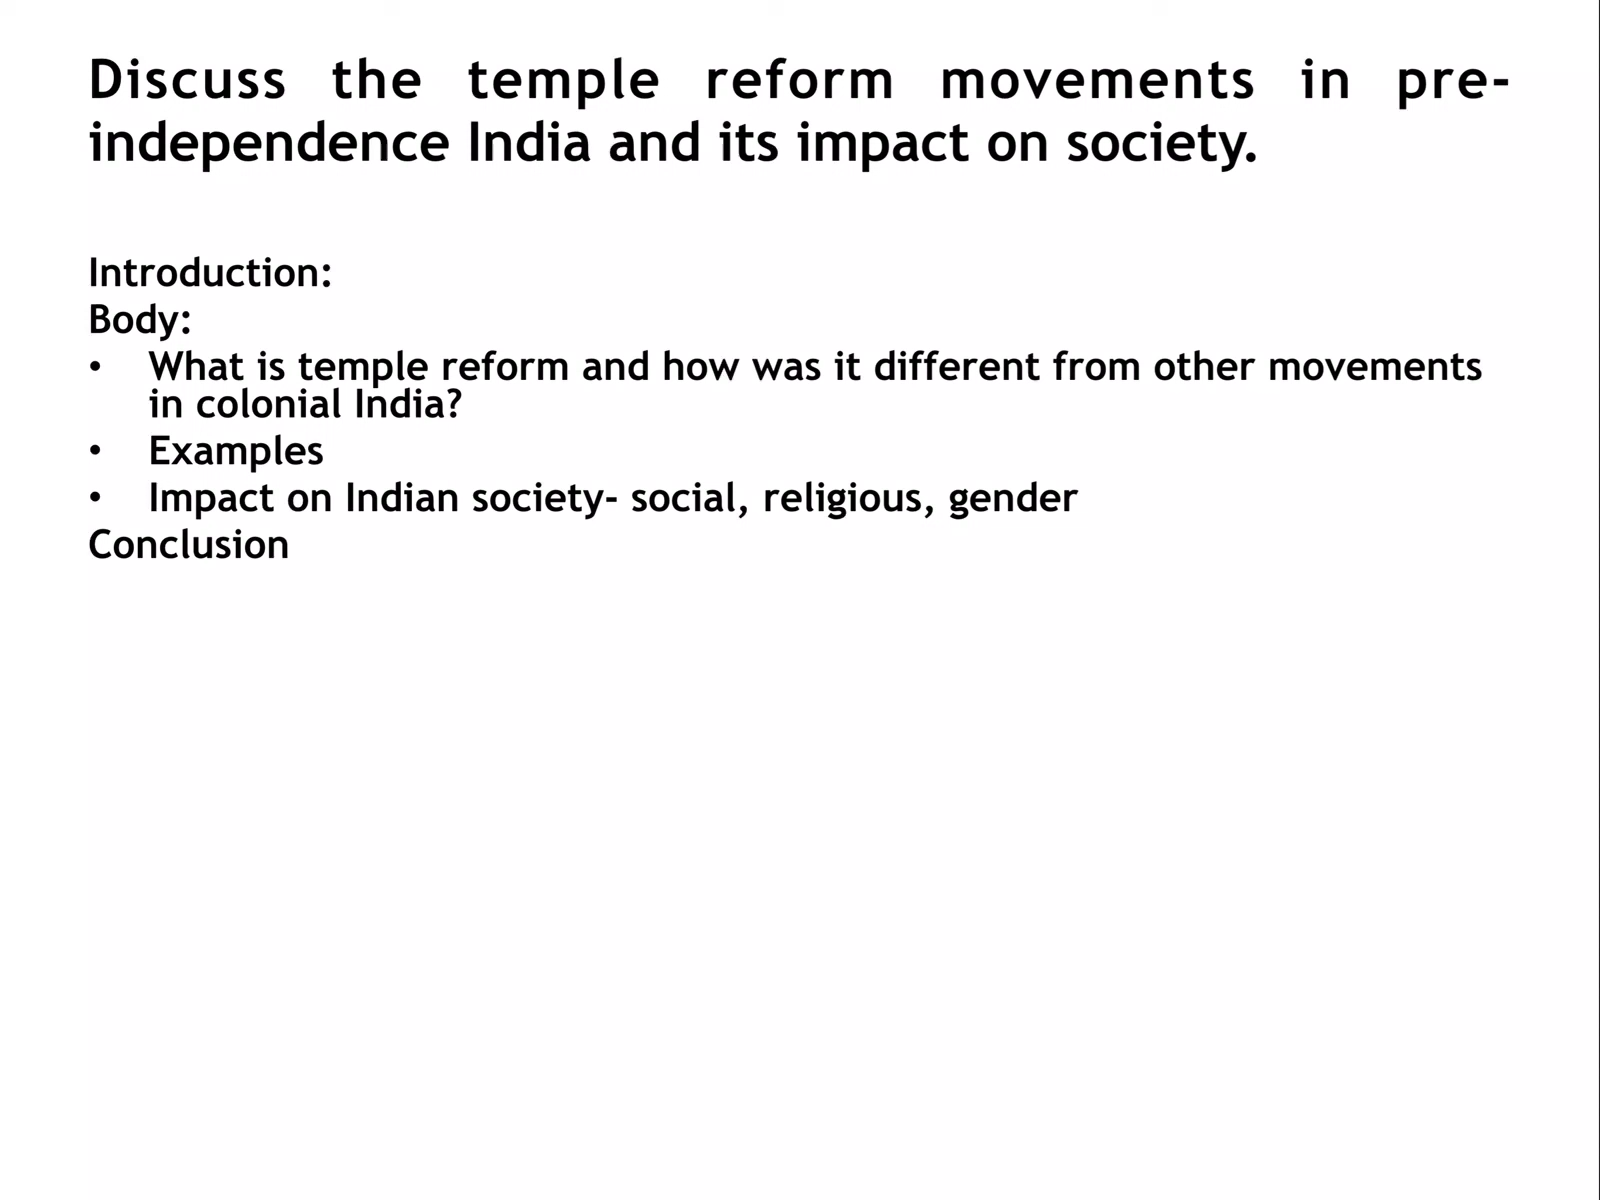 Discuss the temple reform movements in pre-
independence India and its impact on society.
Introduction:
Body:
• What is temple reform and how was it different from other movements
in colonial India?
• Examples
• Impact on Indian society- social, religious, gender
Conclusion